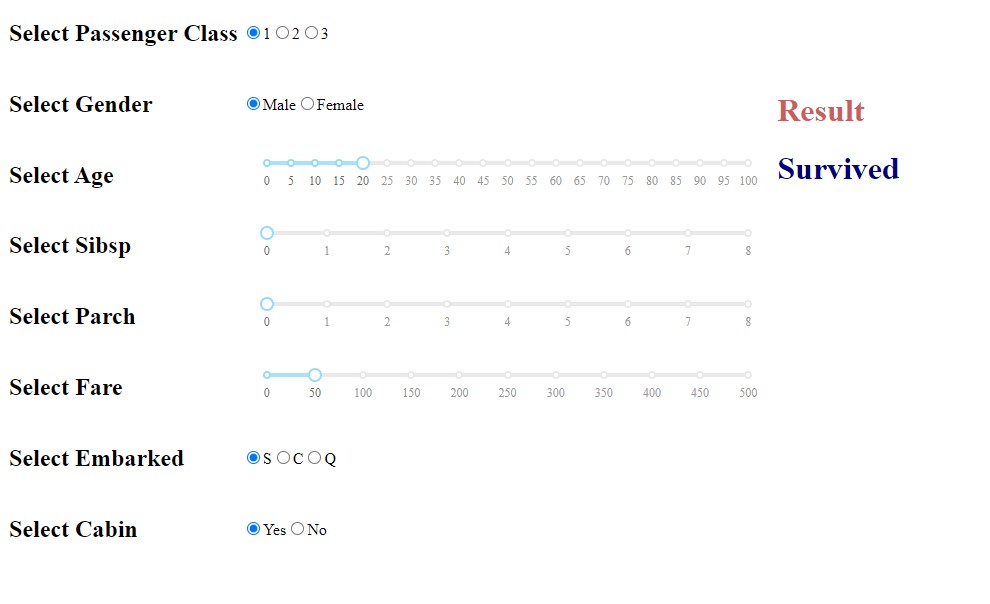 Select Passenger Class 1 2 3
Select Gender Male Female
Result
Select Age
0 5 10 15 20 25 30 35 40 45 50 55 60 65 70 75 80 85 90 95 100
Survived
Select Sibsp
0 1 2 3 4 5 6 7 8
Select Parch
0 1 2 3 4 5 6 7 8
Select Fare
0 50 100 150 200 250 300 350 400 450 500
Select Embarked S C Q
Select Cabin Yes No